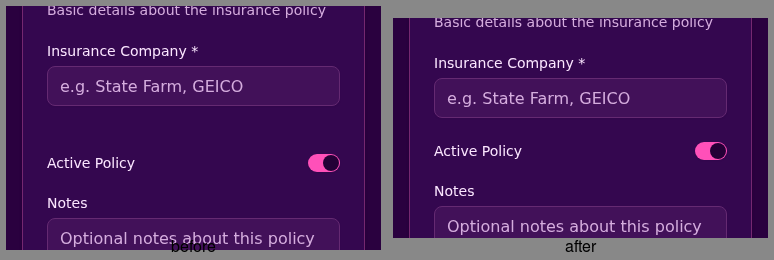 Basic details about the insurance policy
Insurance Company *
e.g. State Farm, GEICO
Active Policy
Notes
Optional notes about this policy
before
Basic details about the insurance policy
Insurance Company *
e.g. State Farm, GEICO
Active Policy
Notes
Optional notes about this policy
after